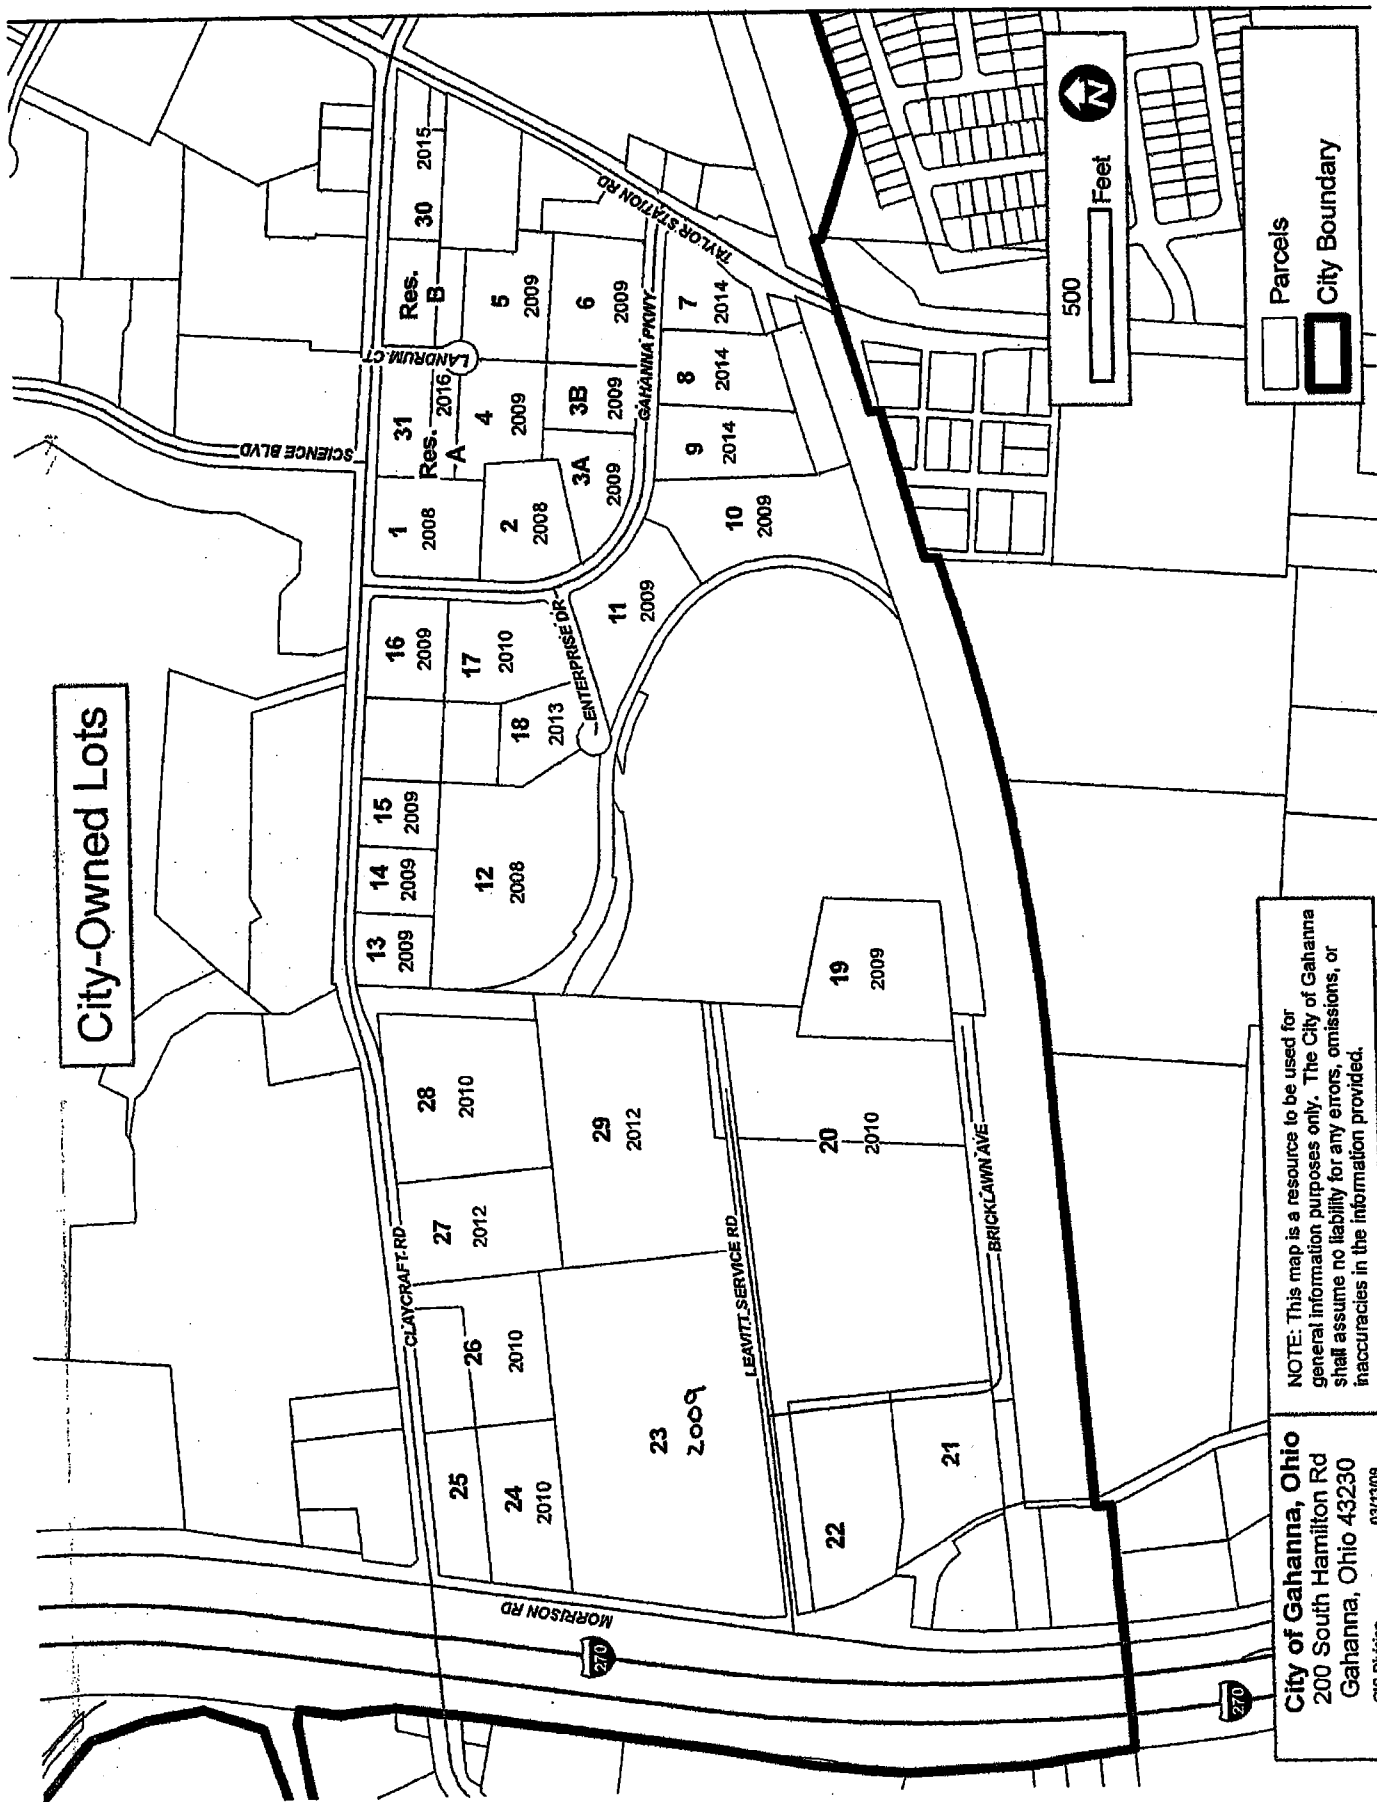 City-Owned Lots
SCIENCE BLVD
LANDRUM CT
TAYLOR STATION RD
GAHANNA PKWY
ENTERPRISE DR
CLAYCRAFT RD
LEAVITT SERVICE RD
BRICKLAWN AVE
MORRISON RD
270
270
1
2008
2
2008
3A
2009
3B
2009
4
2009
5
2009
6
2009
7
2014
8
2014
9
2014
10
2009
11
2009
12
2008
13
2009
14
2009
15
2009
16
2009
17
2010
18
2013
19
2009
20
2010
21
22
23
2009
24
2010
25
26
2010
27
2012
28
2010
29
2012
30
2015
31
2016
Res.
A
Res.
B
500
Feet
N
Parcels
City Boundary
NOTE: This map is a resource to be used for
general information purposes only. The City of Gahanna
shall assume no liability for any errors, omissions, or
inaccuracies in the information provided.
City of Gahanna, Ohio
200 South Hamilton Rd
Gahanna, Ohio 43230